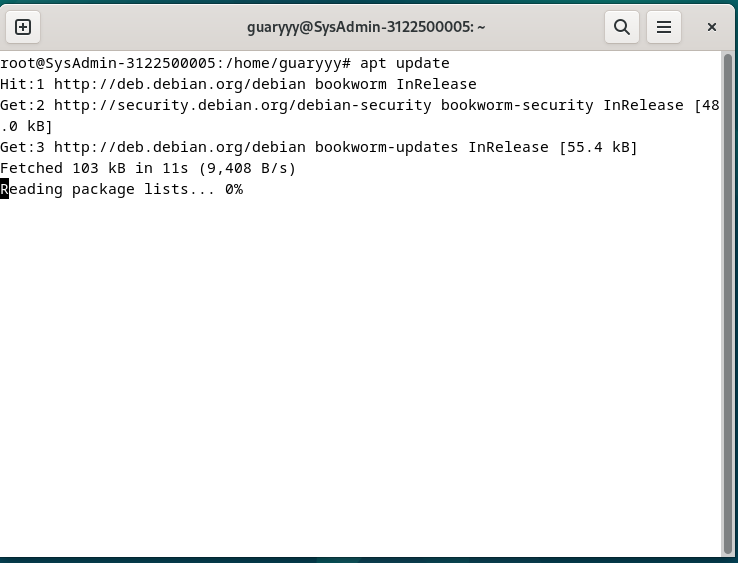 guaryyy@SysAdmin-3122500005: ~
root@SysAdmin-3122500005:/home/guaryyy# apt update
Hit:1 http://deb.debian.org/debian bookworm InRelease
Get:2 http://security.debian.org/debian-security bookworm-security InRelease [48
.0 kB]
Get:3 http://deb.debian.org/debian bookworm-updates InRelease [55.4 kB]
Fetched 103 kB in 11s (9,408 B/s)
Reading package lists... 0%